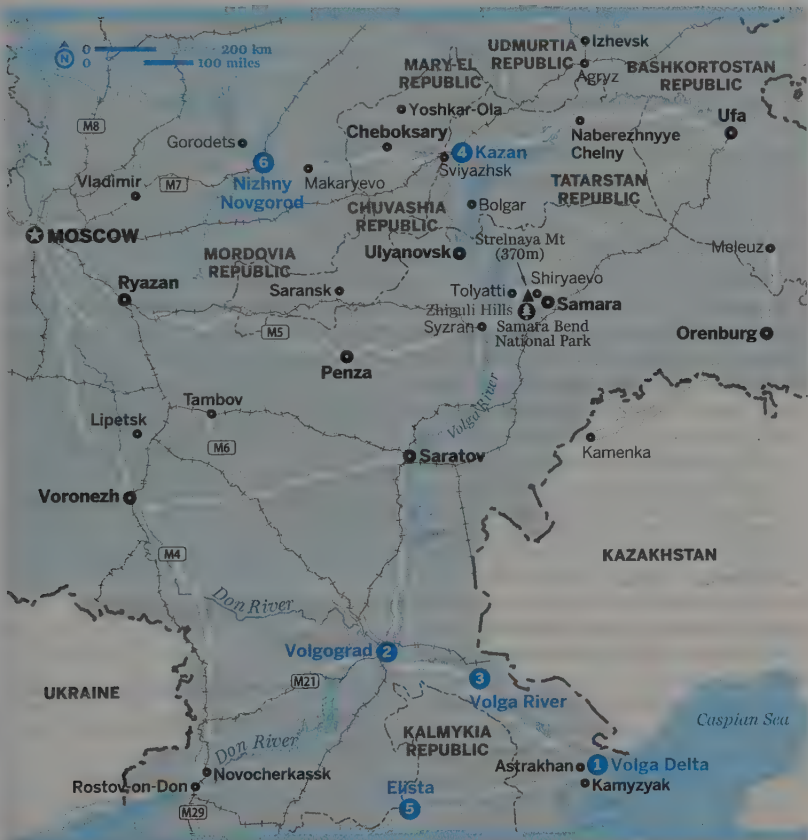 0 200 km
N
0 100 miles
UDMURTIA
REPUBLIC
Izhevsk
MARY-EL
REPUBLIC
Agryz
BASHKORTOSTAN
REPUBLIC
M8
Yoshkar-Ola
Ufa
Gorodets
Cheboksary
Naberezhnyye
Chelny
6
Nizhny
Novgorod
4 Kazan
Sviyazhsk
Vladimir
M7
Makaryevo
TATARSTAN
REPUBLIC
CHUVASHIA
REPUBLIC
Bolgar
MOSCOW
Strelnaya Mt
(370m)
MORDOVIA
REPUBLIC
Ulyanovsk
Meleuz
Ryazan
Saransk
Tolyatti
Shiryaevo
Samara
Zhiguli Hills
M5
Syzran
Samara Bend
National Park
Orenburg
Penza
Tambov
Volga River
Lipetsk
M6
Kamenka
Saratov
Voronezh
M4
KAZAKHSTAN
Don River
Volgograd 2
3
Volga River
M21
UKRAINE
Caspian Sea
KALMYKIA
REPUBLIC
Don River
Astrakhan
1 Volga Delta
Novocherkassk
Kamyzyak
Rostov-on-Don
Elista
5
M29